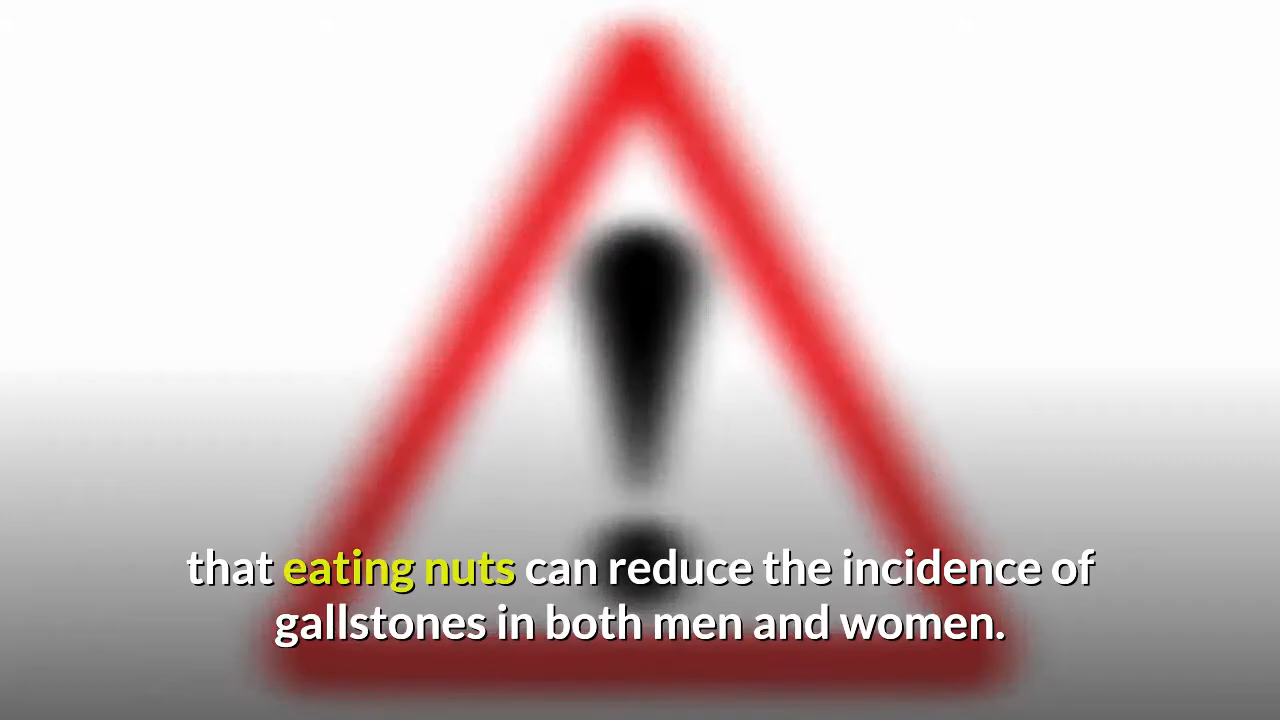 that eating nuts can reduce the incidence of
gallstones in both men and women.